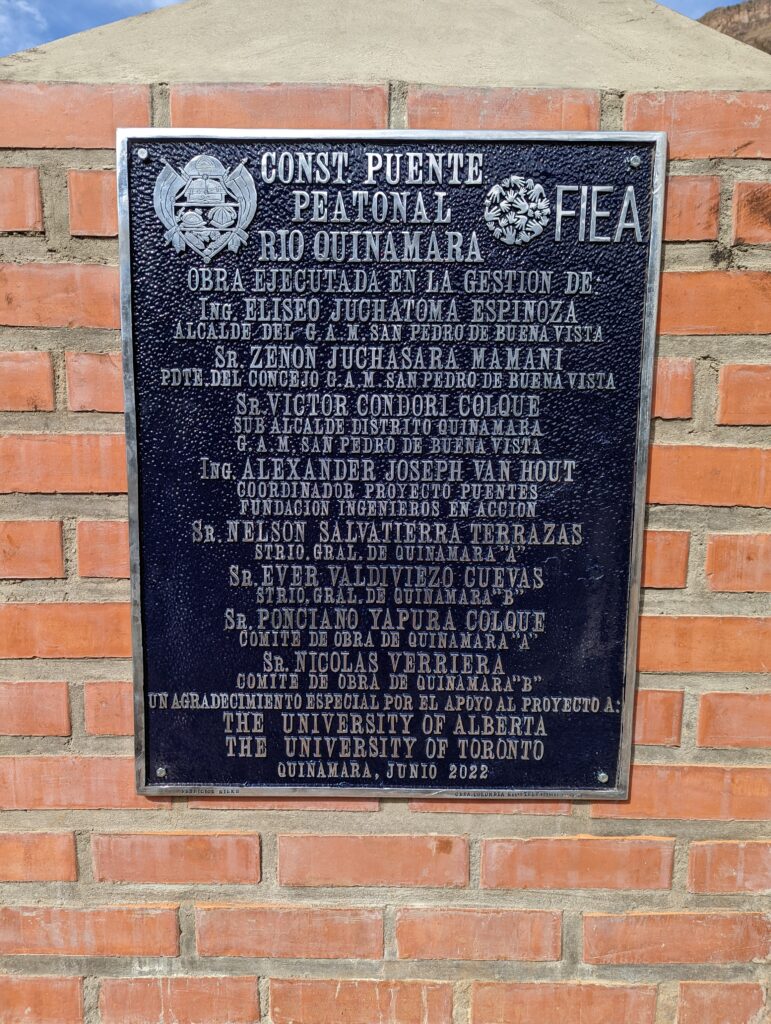 CONST. PUENTE
PEATONAL
RIO QUINAMARA
FIEA
OBRA EJECUTADA EN LA GESTION DE:
ING. ELISEO JUCHATOMA ESPINOZA
ALCALDE DEL G.A.M. SAN PEDRO DE BUENA VISTA
SR. ZENON JUCHASARA MAMANI
PDTE. DEL CONCEJO G.A.M. SAN PEDRO DE BUENA VISTA
SR. VICTOR CONDORI COLQUE
SUB ALCALDE DISTRITO QUINAMARA
G.A.M. SAN PEDRO DE BUENA VISTA
ING. ALEXANDER JOSEPH VAN HOUT
COORDINADOR PROYECTO PUENTES
FUNDACION INGENIEROS EN ACCION
SR. NELSON SALVATIERRA TERRAZAS
STRIO. GRAL. DE QUINAMARA "A"
SR. EVER VALDIVIEZO CUEVAS
STRIO. GRAL. DE QUINAMARA "B"
SR. PONCIANO YAPURA COLQUE
COMITE DE OBRA DE QUINAMARA "A"
SR. NICOLAS VERRIERA
COMITE DE OBRA DE QUINAMARA "B"
UN AGRADECIMIENTO ESPECIAL POR EL APOYO AL PROYECTO A:
THE UNIVERSITY OF ALBERTA
THE UNIVERSITY OF TORONTO
QUINAMARA, JUNIO 2022